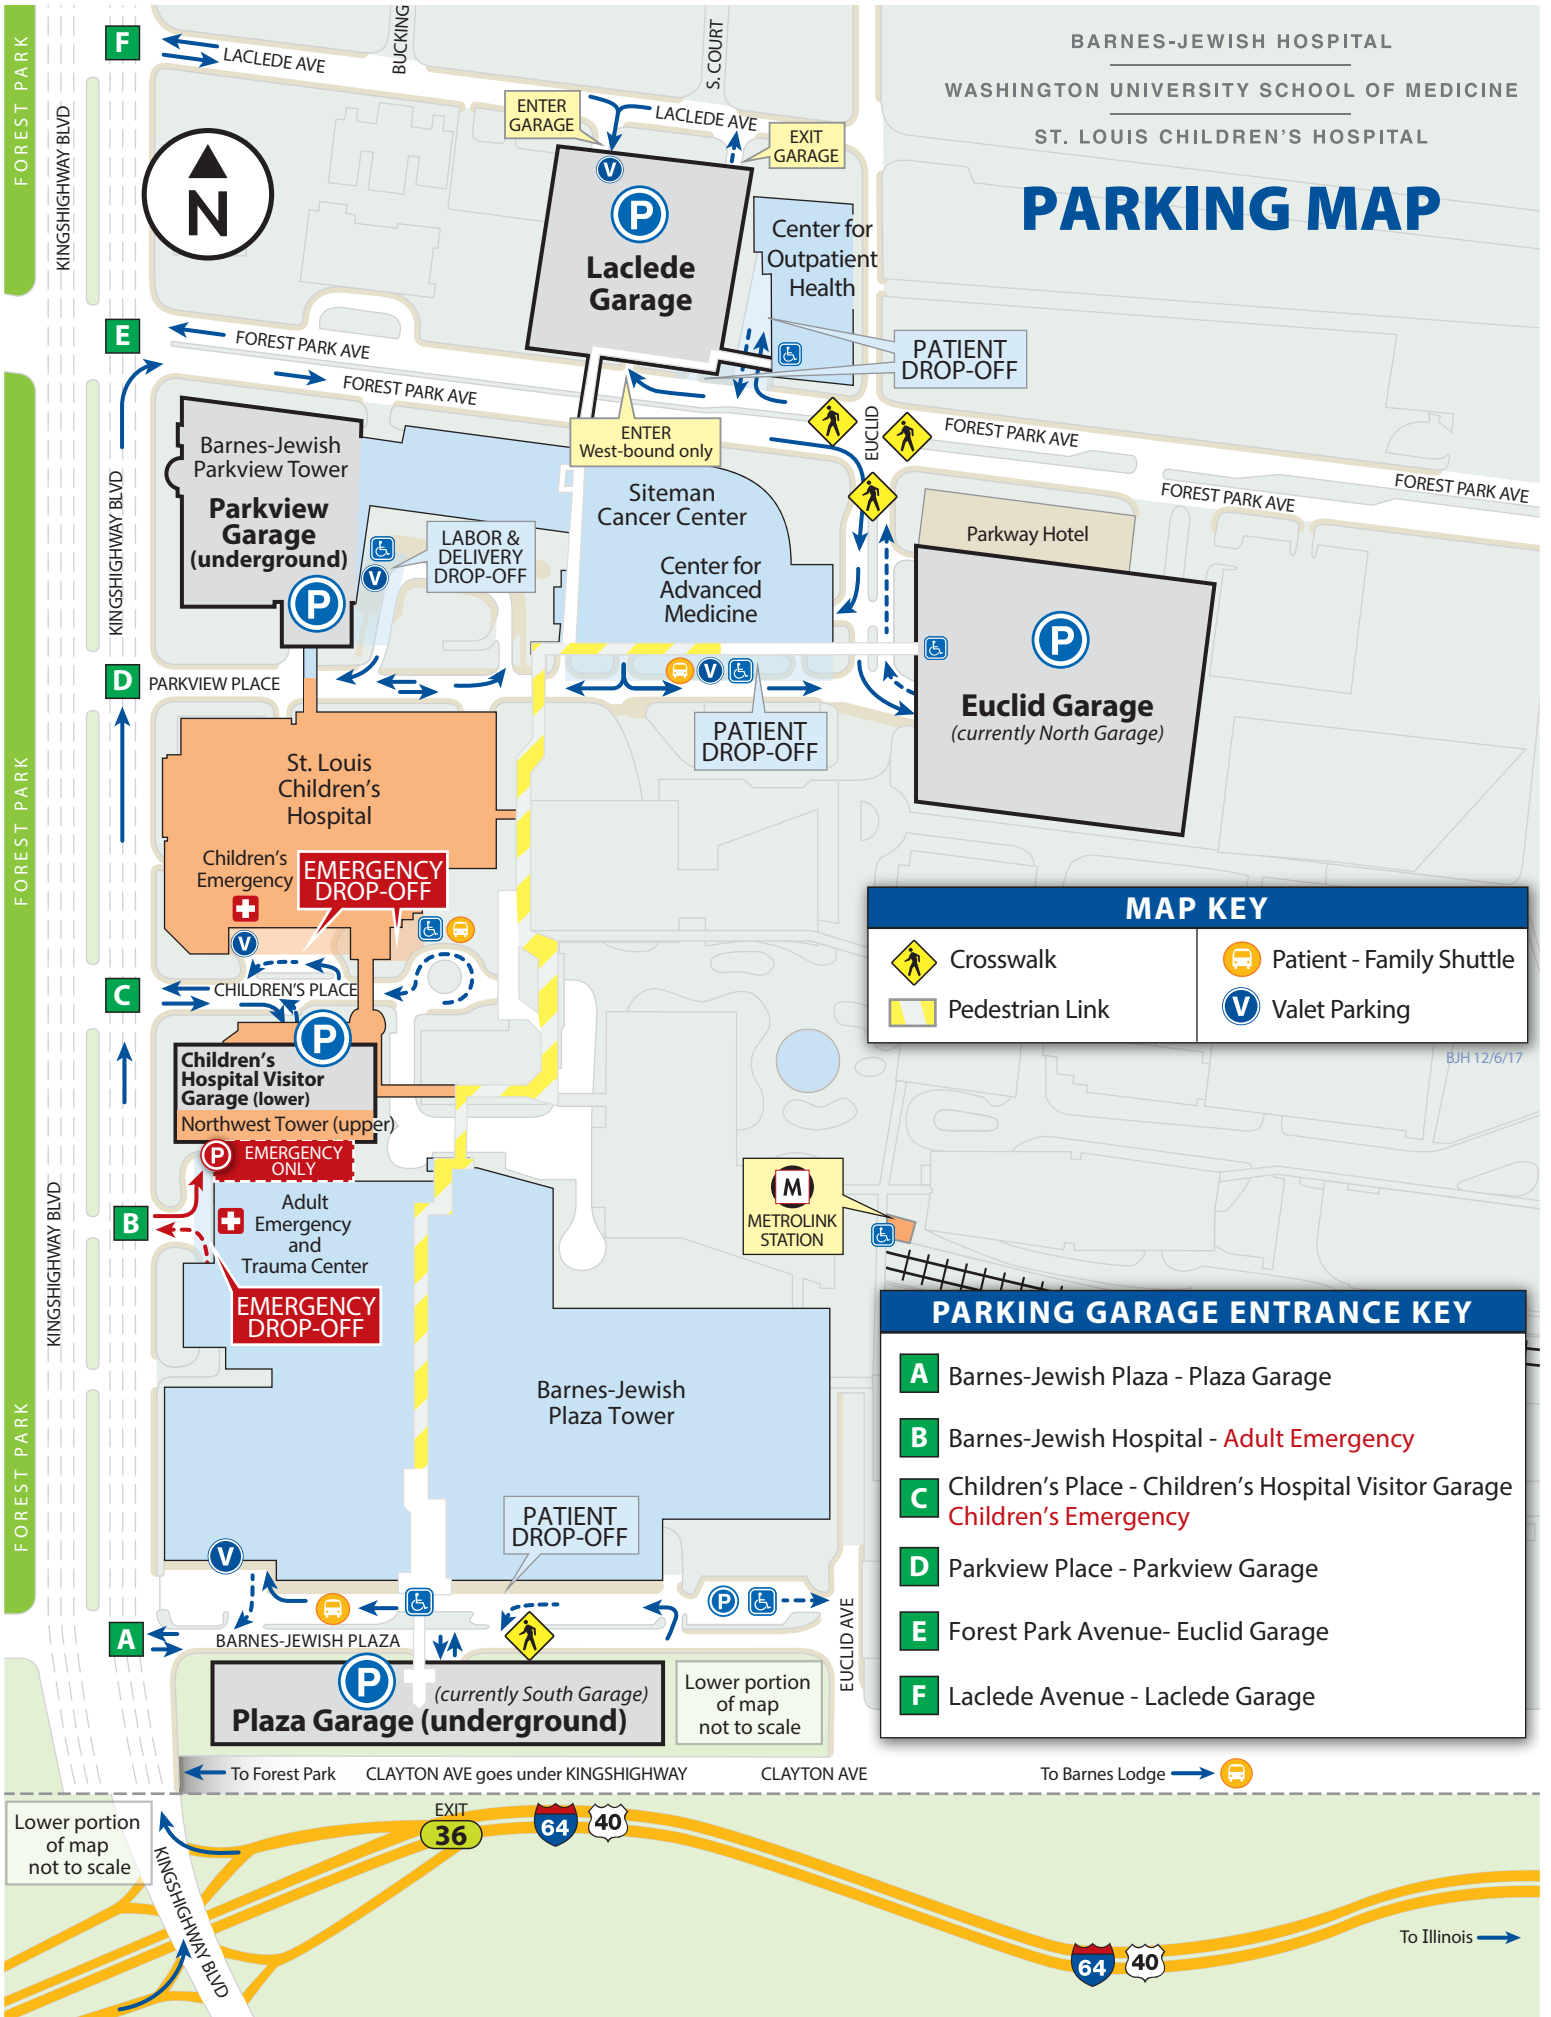 BARNES-JEWISH HOSPITAL
WASHINGTON UNIVERSITY SCHOOL OF MEDICINE
ST. LOUIS CHILDREN'S HOSPITAL
PARKING MAP
FOREST PARK
KINGSHIGHWAY BLVD
F
LACLEDE AVE
BUCKING
S. COURT
ENTER
GARAGE
LACLEDE AVE
EXIT
GARAGE
N
V
P
Laclede
Garage
Center for
Outpatient
Health
E
FOREST PARK AVE
FOREST PARK AVE
PATIENT
DROP-OFF
ENTER
West-bound only
EUCLID
FOREST PARK AVE
FOREST PARK AVE
FOREST PARK AVE
Barnes-Jewish
Parkview Tower
Parkview
Garage
(underground)
P
KINGSHIGHWAY BLVD
LABOR &
DELIVERY
DROP-OFF
V
Siteman
Cancer Center
Center for
Advanced
Medicine
Parkway Hotel
P
Euclid Garage
(currently North Garage)
D
PARKVIEW PLACE
V
PATIENT
DROP-OFF
FOREST PARK
St. Louis
Children's
Hospital
Children's
Emergency
EMERGENCY
DROP-OFF
V
C
CHILDREN'S PLACE
P
Children's
Hospital Visitor
Garage (lower)
Northwest Tower (upper)
P
EMERGENCY
ONLY
B
Adult
Emergency
and
Trauma Center
EMERGENCY
DROP-OFF
KINGSHIGHWAY BLVD
MAP KEY
Crosswalk
Patient - Family Shuttle
Pedestrian Link
V
Valet Parking
BJH 12/6/17
M
METROLINK
STATION
FOREST PARK
Barnes-Jewish
Plaza Tower
PARKING GARAGE ENTRANCE KEY
A
Barnes-Jewish Plaza - Plaza Garage
B
Barnes-Jewish Hospital - Adult Emergency
C
Children's Place - Children's Hospital Visitor Garage
Children's Emergency
D
Parkview Place - Parkview Garage
E
Forest Park Avenue- Euclid Garage
F
Laclede Avenue - Laclede Garage
PATIENT
DROP-OFF
V
P
A
BARNES-JEWISH PLAZA
EUCLID AVE
P
(currently South Garage)
Plaza Garage (underground)
Lower portion
of map
not to scale
To Forest Park
CLAYTON AVE goes under KINGSHIGHWAY
CLAYTON AVE
To Barnes Lodge
Lower portion
of map
not to scale
KINGSHIGHWAY BLVD
EXIT
36
64
40
64
40
To Illinois